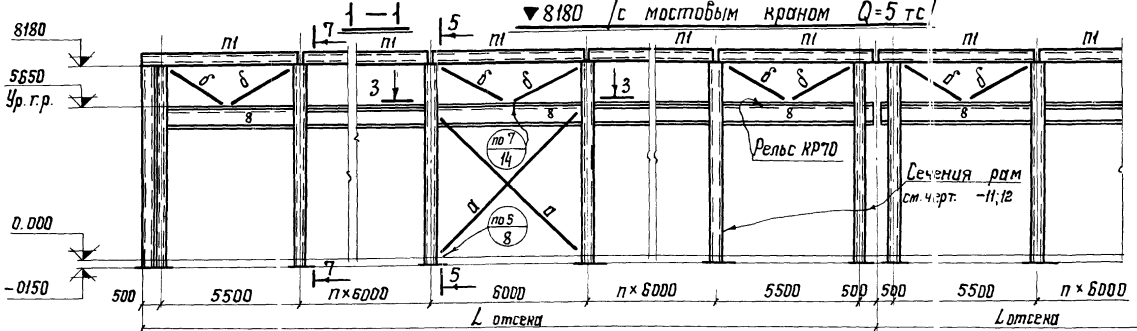 1—1
▼ 8180 с мостовым краном Q=5 тс
7
5
8180
п1 п1 п1 п1 п1 п1 п1
5650
Ур. г.р.
б б б б б б б б
3 3
8 8 8 8
по 7
14
Рельс КР70
Сечения рам
см. черт. -11;12
а а
по 5
8
0.000
-0150
7
5
500 5500 п×6000 6000 п×6000 5500 500 500 5500 п×6000
L отсека L отсека